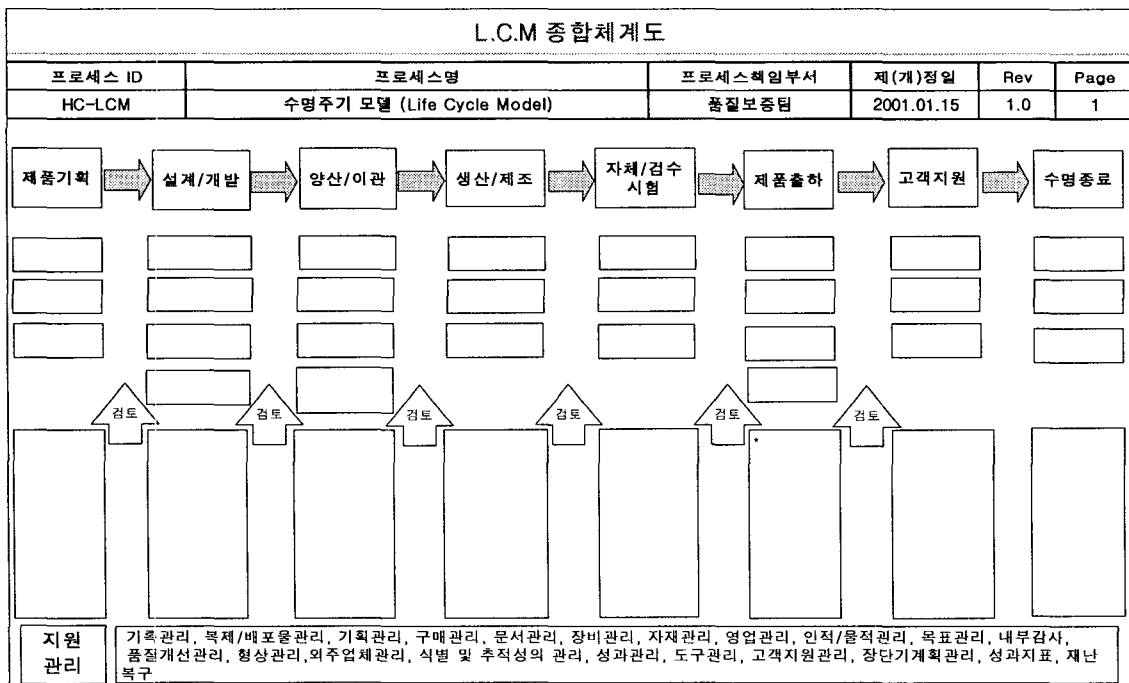 L.C.M 종합체계도
프로세스 ID 프로세스명 프로세스책임부서 제(개)정일 Rev Page
HC-LCM 수명주기 모델 (Life Cycle Model) 품질보증팀 2001.01.15 1.0 1
제품기획 설계/개발 양산/이관 생산/제조 자체/검수 시험 제품출하 고객지원 수명종료
검토 검토 검토 검토 검토 검토
*
지원 관리
기록관리, 복제/배포물관리, 기획관리, 구매관리, 문서관리, 장비관리, 자재관리, 영업관리, 인적/물적관리, 목표관리, 내부감사,
품질개선관리, 형상관리,외주업체관리, 식별 및 추적성의 관리, 성과관리, 도구관리, 고객지원관리, 장단기계획관리, 성과지표, 재난
복구